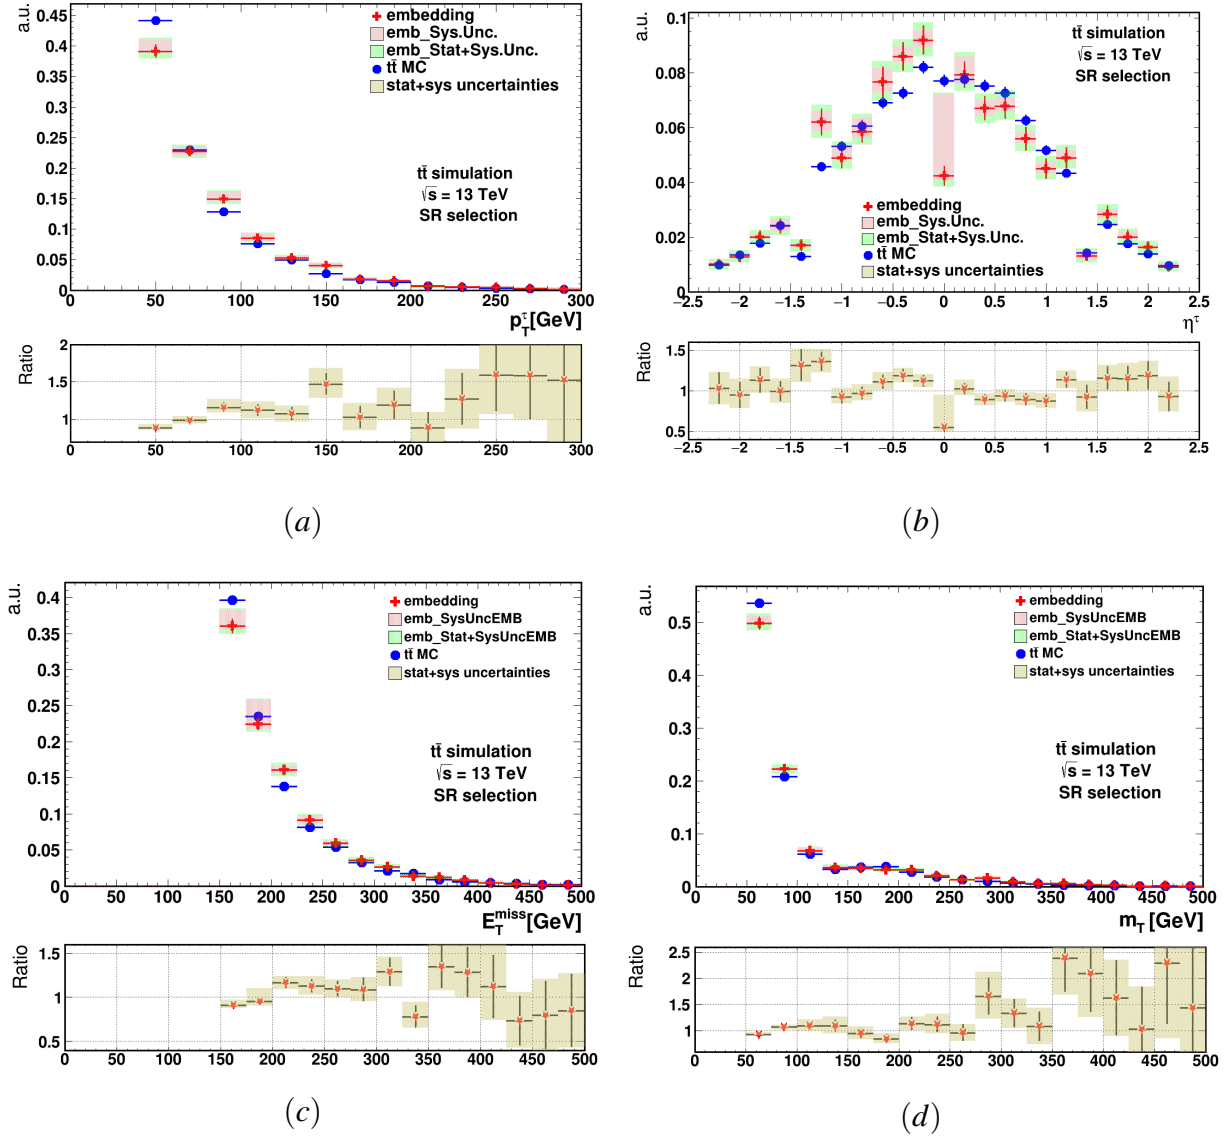 a.u.
0.45
0.4
0.35
0.3
0.25
0.2
0.15
0.1
0.05
0
embedding
emb_Sys.Unc.
emb_Stat+Sys.Unc.
tt̄ MC
stat+sys uncertainties
tt̄ simulation
√s = 13 TeV
SR selection
0 50 100 150 200 250 300
p_T^τ[GeV]
Ratio
2
1.5
1
0 50 100 150 200 250 300
(a)
a.u.
0.1
0.08
0.06
0.04
0.02
0
tt̄ simulation
√s = 13 TeV
SR selection
embedding
emb_Sys.Unc.
emb_Stat+Sys.Unc.
tt̄ MC
stat+sys uncertainties
−2.5 −2 −1.5 −1 −0.5 0 0.5 1 1.5 2 2.5
η^τ
Ratio
1.5
1
0.5
−2.5 −2 −1.5 −1 −0.5 0 0.5 1 1.5 2 2.5
(b)
a.u.
0.4
0.35
0.3
0.25
0.2
0.15
0.1
0.05
0
embedding
emb_SysUncEMB
emb_Stat+SysUncEMB
tt̄ MC
stat+sys uncertainties
tt̄ simulation
√s = 13 TeV
SR selection
0 50 100 150 200 250 300 350 400 450 500
E_T^miss[GeV]
Ratio
1.5
1
0.5
0 50 100 150 200 250 300 350 400 450 500
(c)
a.u.
0.5
0.4
0.3
0.2
0.1
0
embedding
emb_SysUncEMB
emb_Stat+SysUncEMB
tt̄ MC
stat+sys uncertainties
tt̄ simulation
√s = 13 TeV
SR selection
0 50 100 150 200 250 300 350 400 450 500
m_T [GeV]
Ratio
2.5
2
1.5
1
0 50 100 150 200 250 300 350 400 450 500
(d)